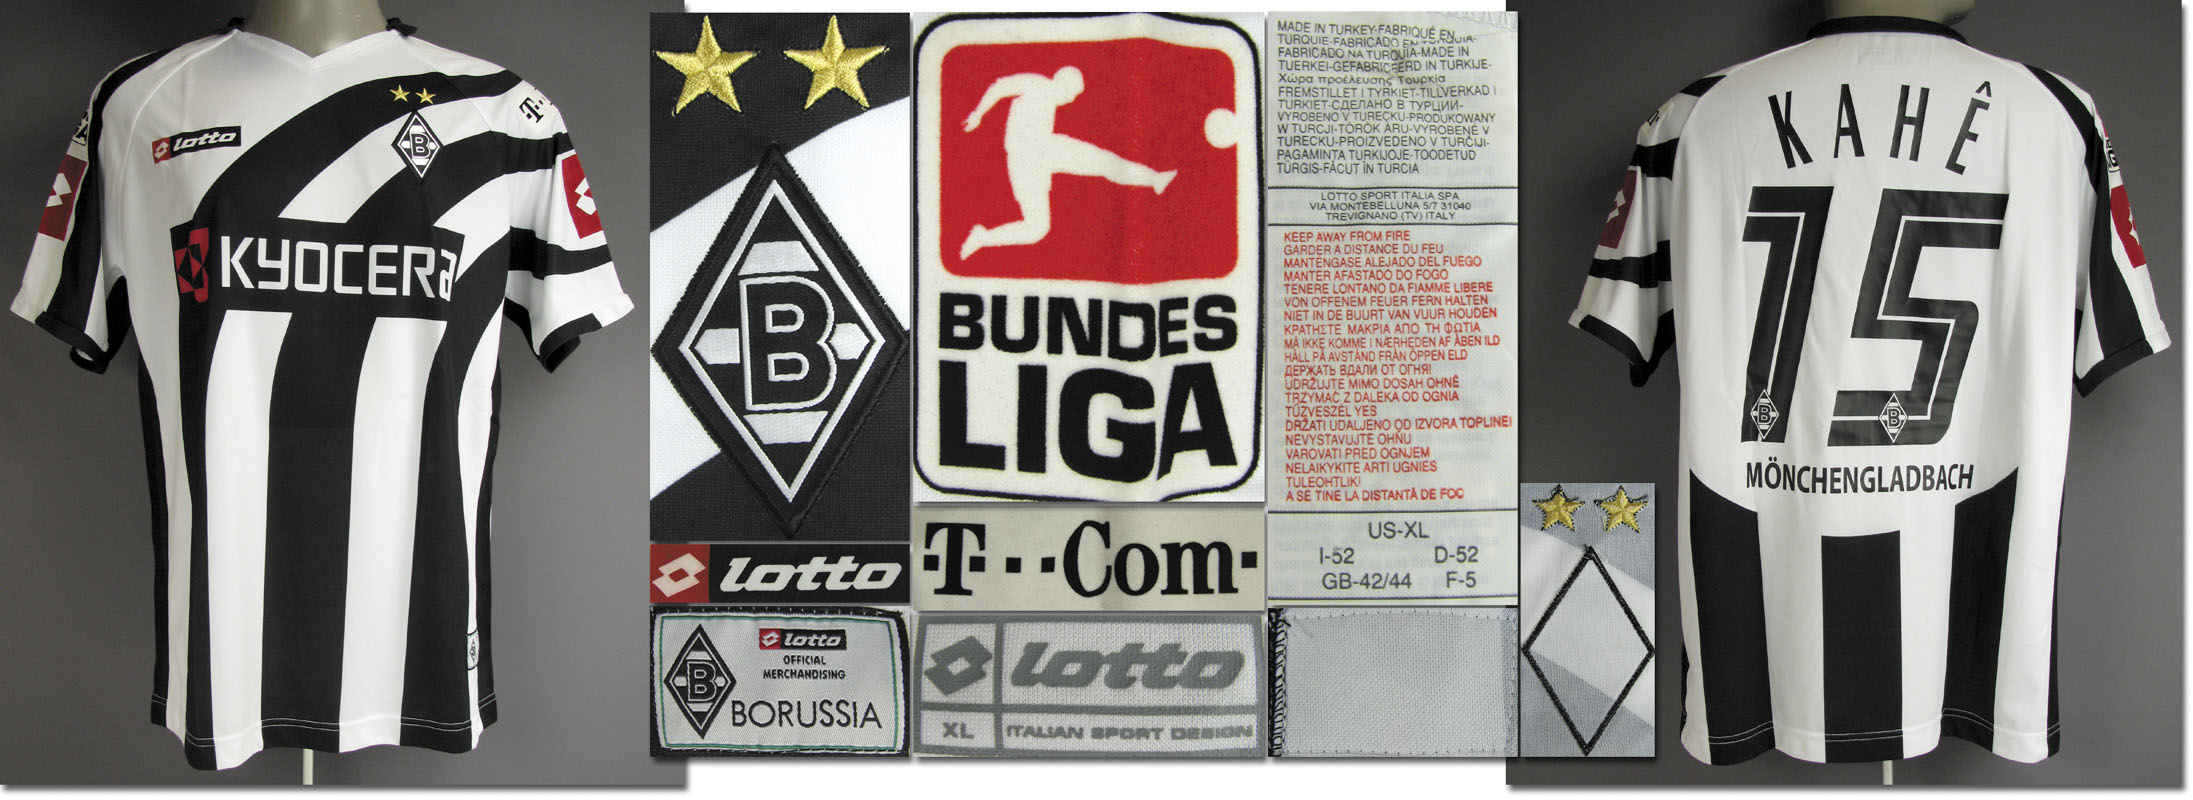 lotto
B
T··
KYOCERA
B
BUNDES
LIGA
lotto
·T···Com·
B
lotto
OFFICIAL
MERCHANDISING
BORUSSIA
lotto
XL
ITALIAN SPORT DESIGN
MADE IN TURKEY-FABRIQUÉ EN
TURQUIE-FABRICADO EN TURQUIA-
FABRICADO NA TURQUIA-MADE IN
TUERKEI-GEFABRICEERD IN TURKIJE-
Χώρα προέλευσης Τουρκία
FREMSTILLET I TYRKIET-TILLVERKAD I
TURKIET-СДЕЛАНО В ТУРЦИИ-
VYROBENO V TURECKU-PRODUKOWANY
W TURCJI-TÖRÖK ÁRU-VYROBENÉ V
TURECKU-PROIZVEDENO V TURČIJI-
PAGAMINTA TURKIJOJE-TOODETUD
TÜRGIS-FĂCUT IN TURCIA
LOTTO SPORT ITALIA SPA
VIA MONTEBELLUNA 5/7 31040
TREVIGNANO (TV) ITALY
KEEP AWAY FROM FIRE
GARDER A DISTANCE DU FEU
MANTENGASE ALEJADO DEL FUEGO
MANTER AFASTADO DO FOGO
TENERE LONTANO DA FIAMME LIBERE
VON OFFENEM FEUER FERN HALTEN
NIET IN DE BUURT VAN VUUR HOUDEN
ΚΡΑΤΗΣΤΕ ΜΑΚΡΙΑ ΑΠΟ ΤΗ ΦΩΤΙΑ
MÅ IKKE KOMME I NÆRHEDEN AF ÅBEN ILD
HÅLL PÅ AVSTÅND FRÅN ÖPPEN ELD
ДЕРЖАТЬ ВДАЛИ ОТ ОГНЯ!
UDRŽUJTE MIMO DOSAH OHNĚ
TRZYMAĆ Z DALEKA OD OGNIA
TŰZVESZÉL YES
DRŽATI UDALJENO OD IZVORA TOPLINE!
NEVYSTAVUJTE OHŇU
VAROVATI PRED OGNJEM
NELAIKYKITE ARTI UGNIES
TULEOHTLIK!
A SE TINE LA DISTANTĂ DE FOC
US-XL
I-52 D-52
GB-42/44 F-5
KAHÊ
15
B B
MÖNCHENGLADBACH